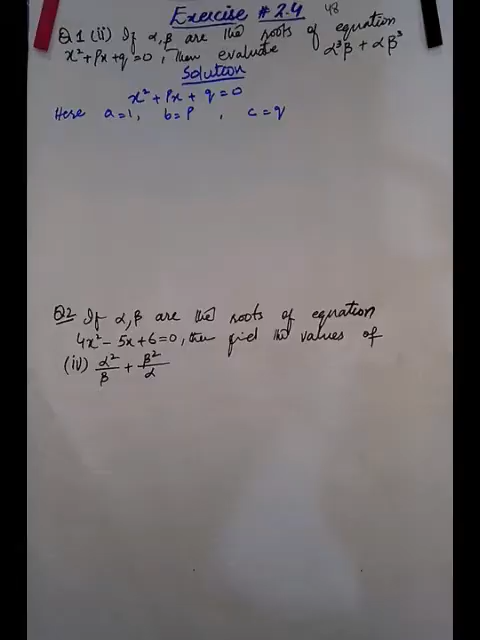 Exercise # 2.4 48
Q.1 (ii) If α,β are the roots of equation
x²+Px+q=0, Then evaluate α³β + αβ³
Solution
x² + Px + q = 0
Here a=1, b=P , c=q
Q2 If α,β are the roots of equation
4x²- 5x+6=0, then find the values of
(iv) α²/β + β²/α